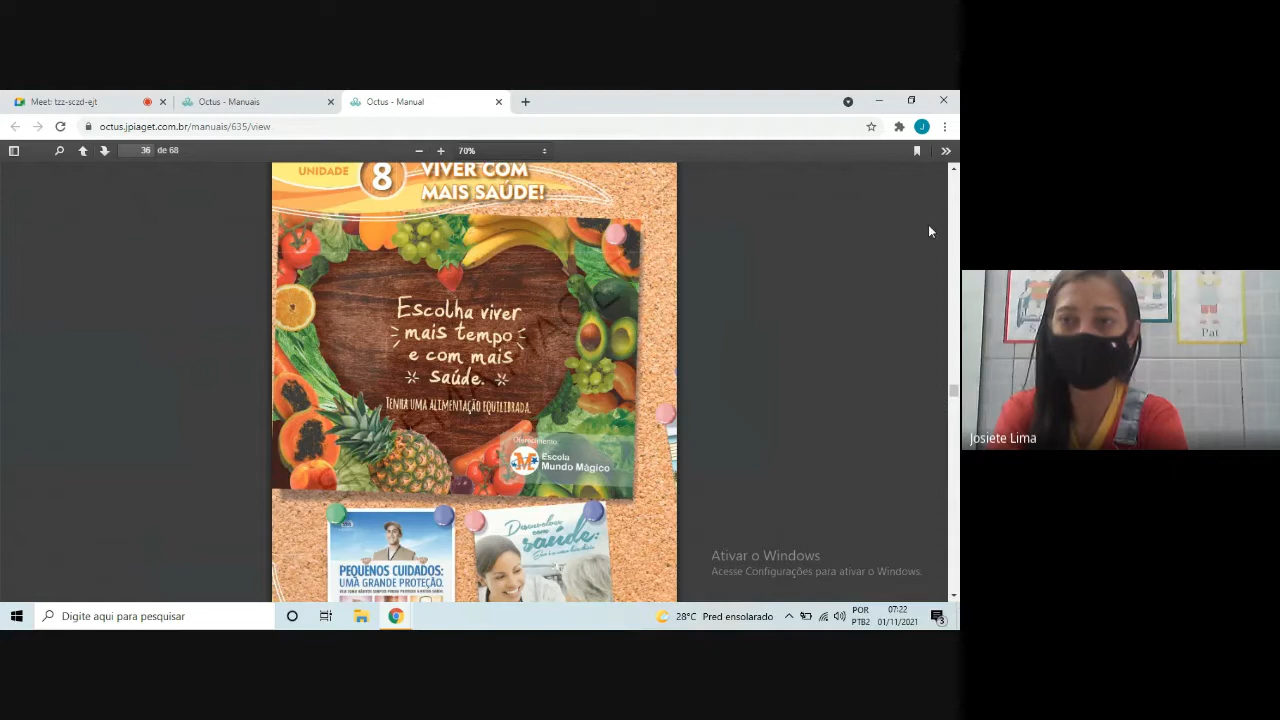 Meet: tzz-sczd-ejt
Octus - Manuais
Octus - Manual
octus.jpiaget.com.br/manuais/635/view
J
36 de 68
70%
UNIDADE 8 VIVER COM
MAIS SAÚDE!
Escolha viver
mais tempo
e com mais
saúde.
TENHA UMA ALIMENTAÇÃO EQUILIBRADA.
Oferecimento:
M Escola
Mundo Mágico
PEQUENOS CUIDADOS:
UMA GRANDE PROTEÇÃO.
saúde:
Pat
Josiete Lima
Ativar o Windows
Acesse Configurações para ativar o Windows.
Digite aqui para pesquisar
28°C Pred ensolarado
POR
PTB2
07:22
01/11/2021
3